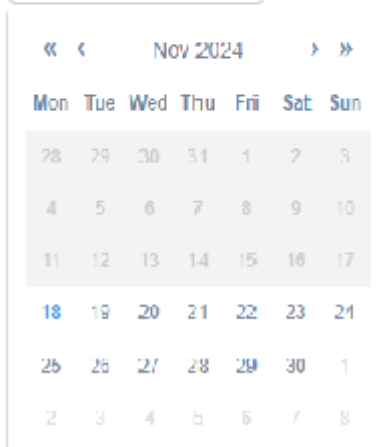 « ‹ Nov 2024 › »
Mon Tue Wed Thu Fri Sat Sun
28 29 30 31 1 2 3
4 5 6 7 8 9 10
11 12 13 14 15 16 17
18 19 20 21 22 23 24
25 26 27 28 29 30 1
2 3 4 5 6 7 8